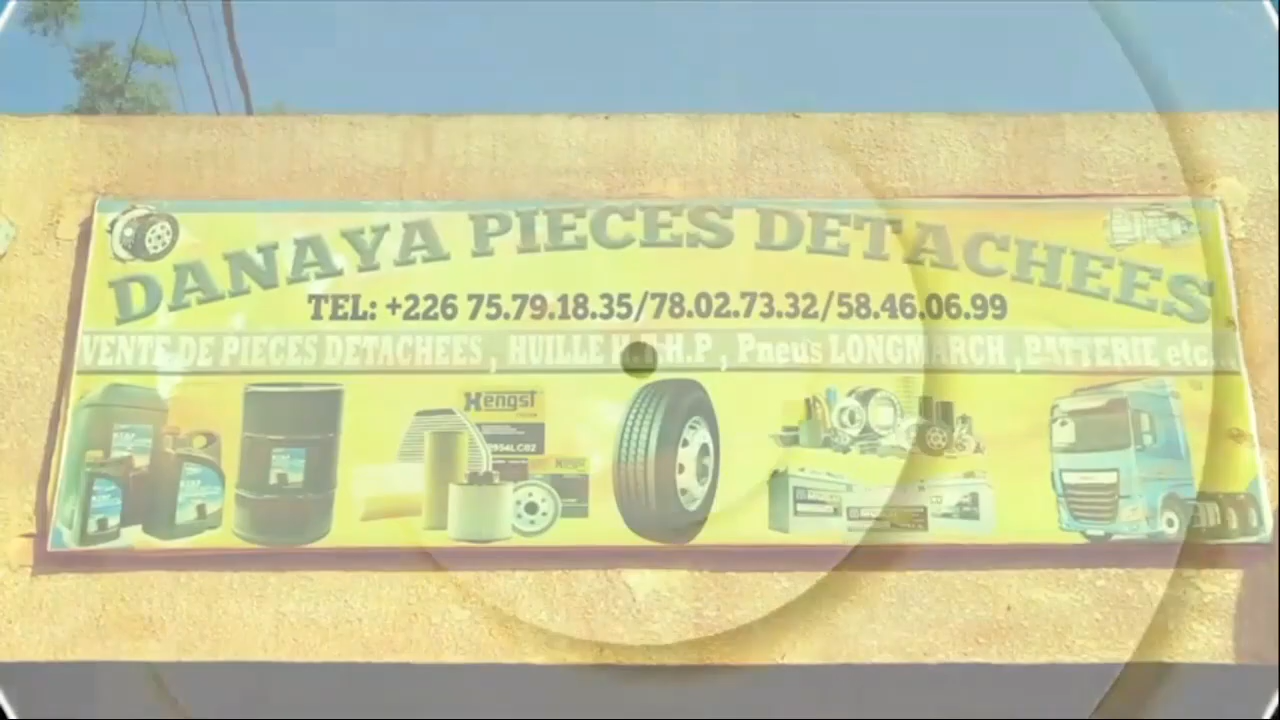 DANAYA PIECES DETACHEES
TEL: +226 75.79.18.35/78.02.73.32/58.46.06.99
VENTE DE PIECES DETACHEES , HUILLE H.P , Pneus LONGMARCH , BATTERIE etc...
Hengst